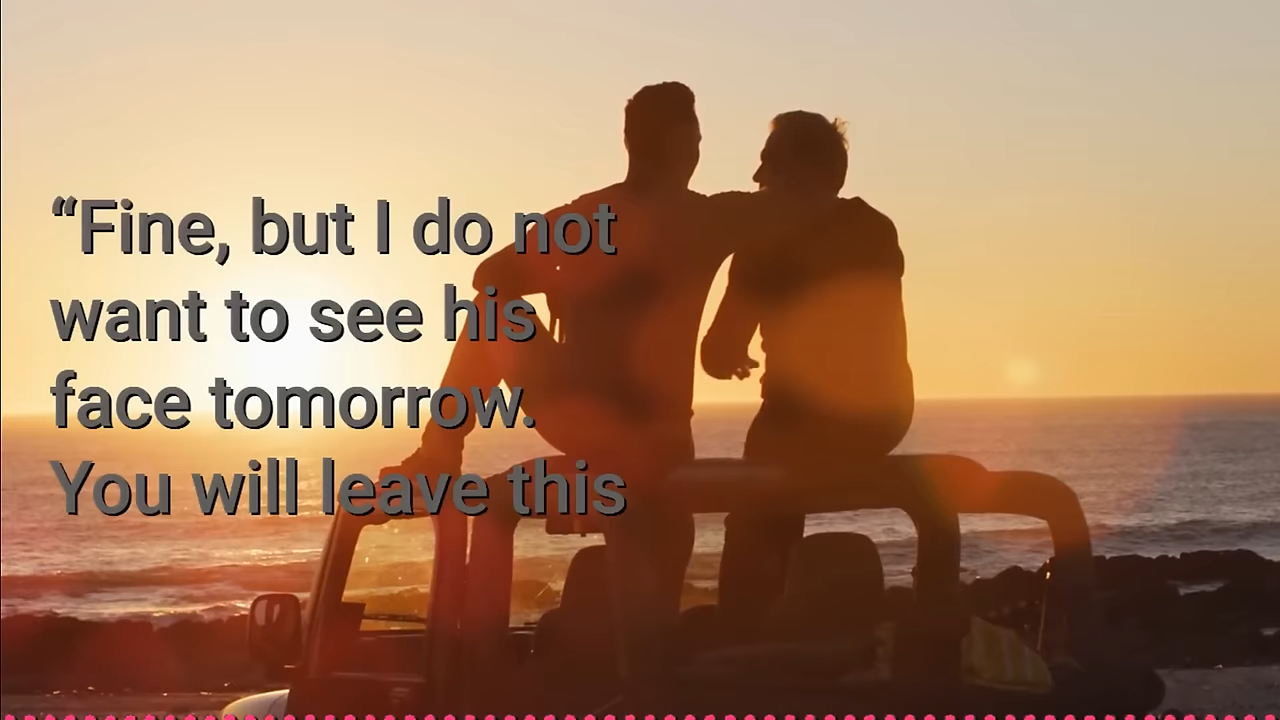 “Fine, but I do not
want to see his
face tomorrow.
You will leave this